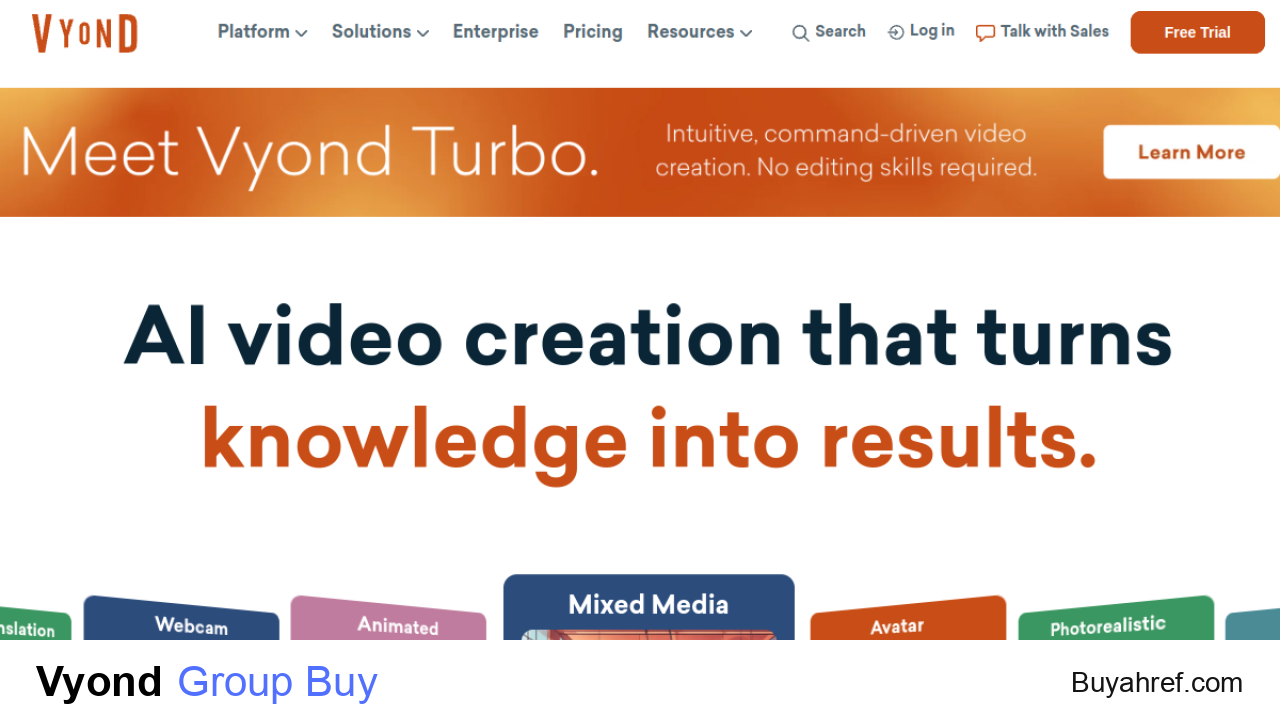 VYOND
Platform Solutions Enterprise Pricing Resources Search Log in Talk with Sales Free Trial
Meet Vyond Turbo.
Intuitive, command-driven video
creation. No editing skills required.
Learn More
AI video creation that turns
knowledge into results.
nslation Webcam Animated Mixed Media Avatar Photorealistic
Vyond Group Buy
Buyahref.com